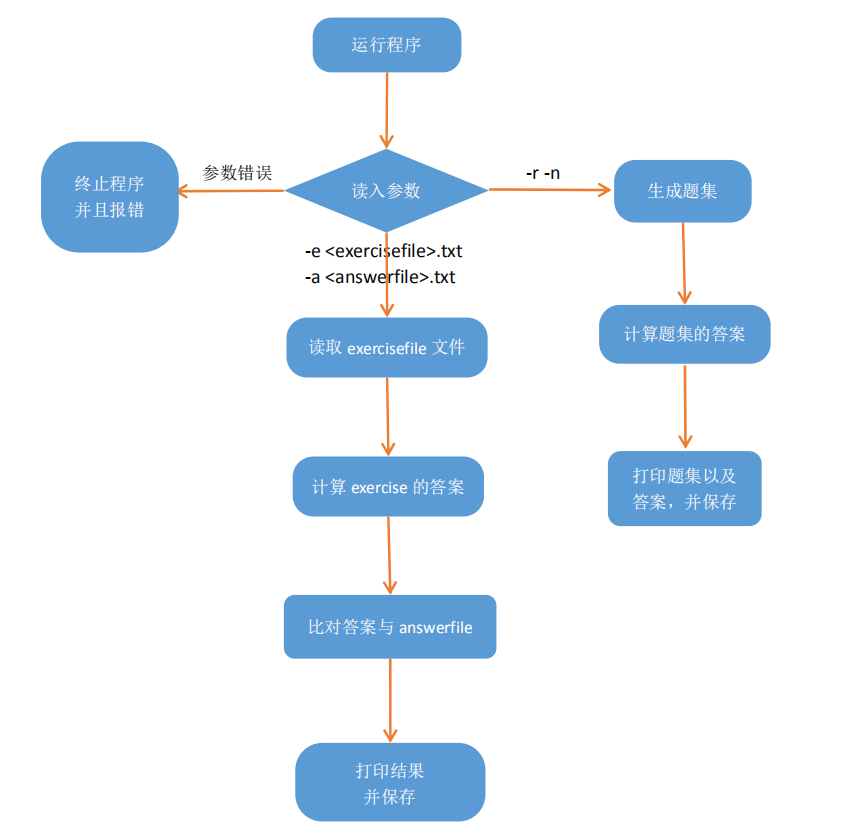 运行程序
参数错误
终止程序
并且报错
读入参数
-r -n
生成题集
-e <exercisefile>.txt
-a <answerfile>.txt
读取 exercisefile 文件
计算题集的答案
计算 exercise 的答案
打印题集以及
答案，并保存
比对答案与 answerfile
打印结果
并保存